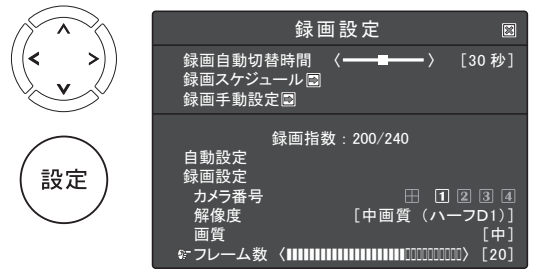 録画設定
録画自動切替時間 〈 〉 [30 秒]
録画スケジュール
録画手動設定
録画指数 : 200/240
自動設定
録画設定
カメラ番号 1 2 3 4
解像度 [中画質 (ハーフD1)]
画質 [中]
フレーム数 〈 〉 [20]
設定